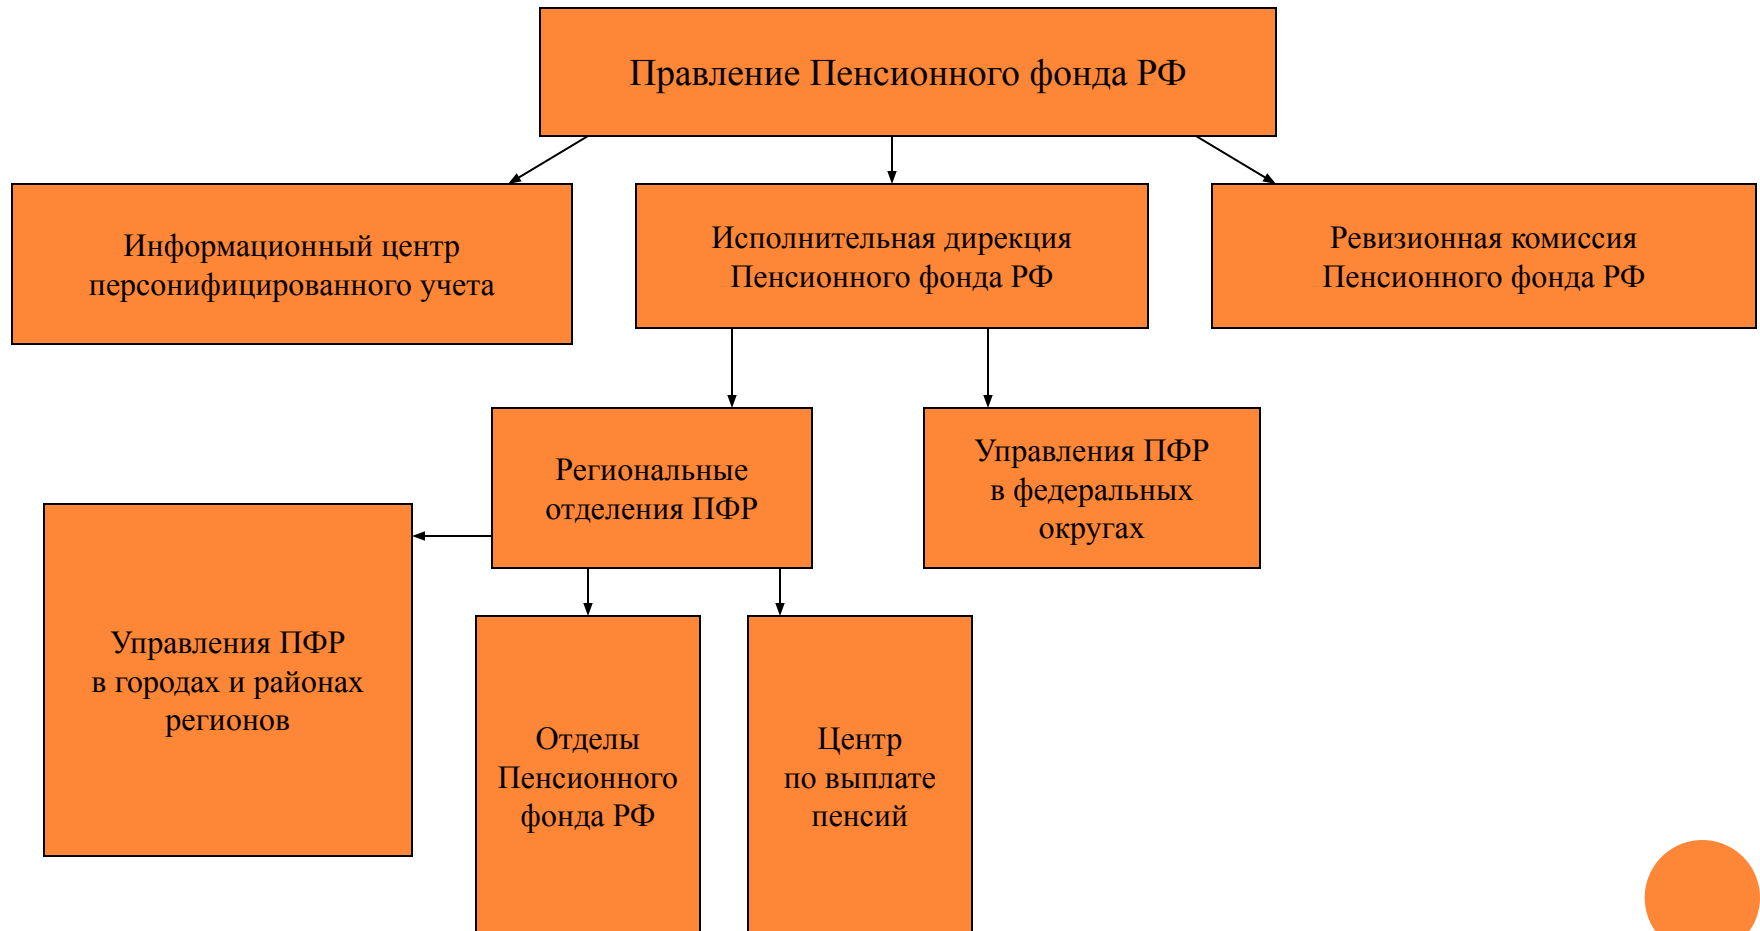 Правление Пенсионного фонда РФ
Информационный центр
персонифицированного учета
Исполнительная дирекция
Пенсионного фонда РФ
Ревизионная комиссия
Пенсионного фонда РФ
Региональные
отделения ПФР
Управления ПФР
в федеральных
округах
Управления ПФР
в городах и районах
регионов
Отделы
Пенсионного
фонда РФ
Центр
по выплате
пенсий